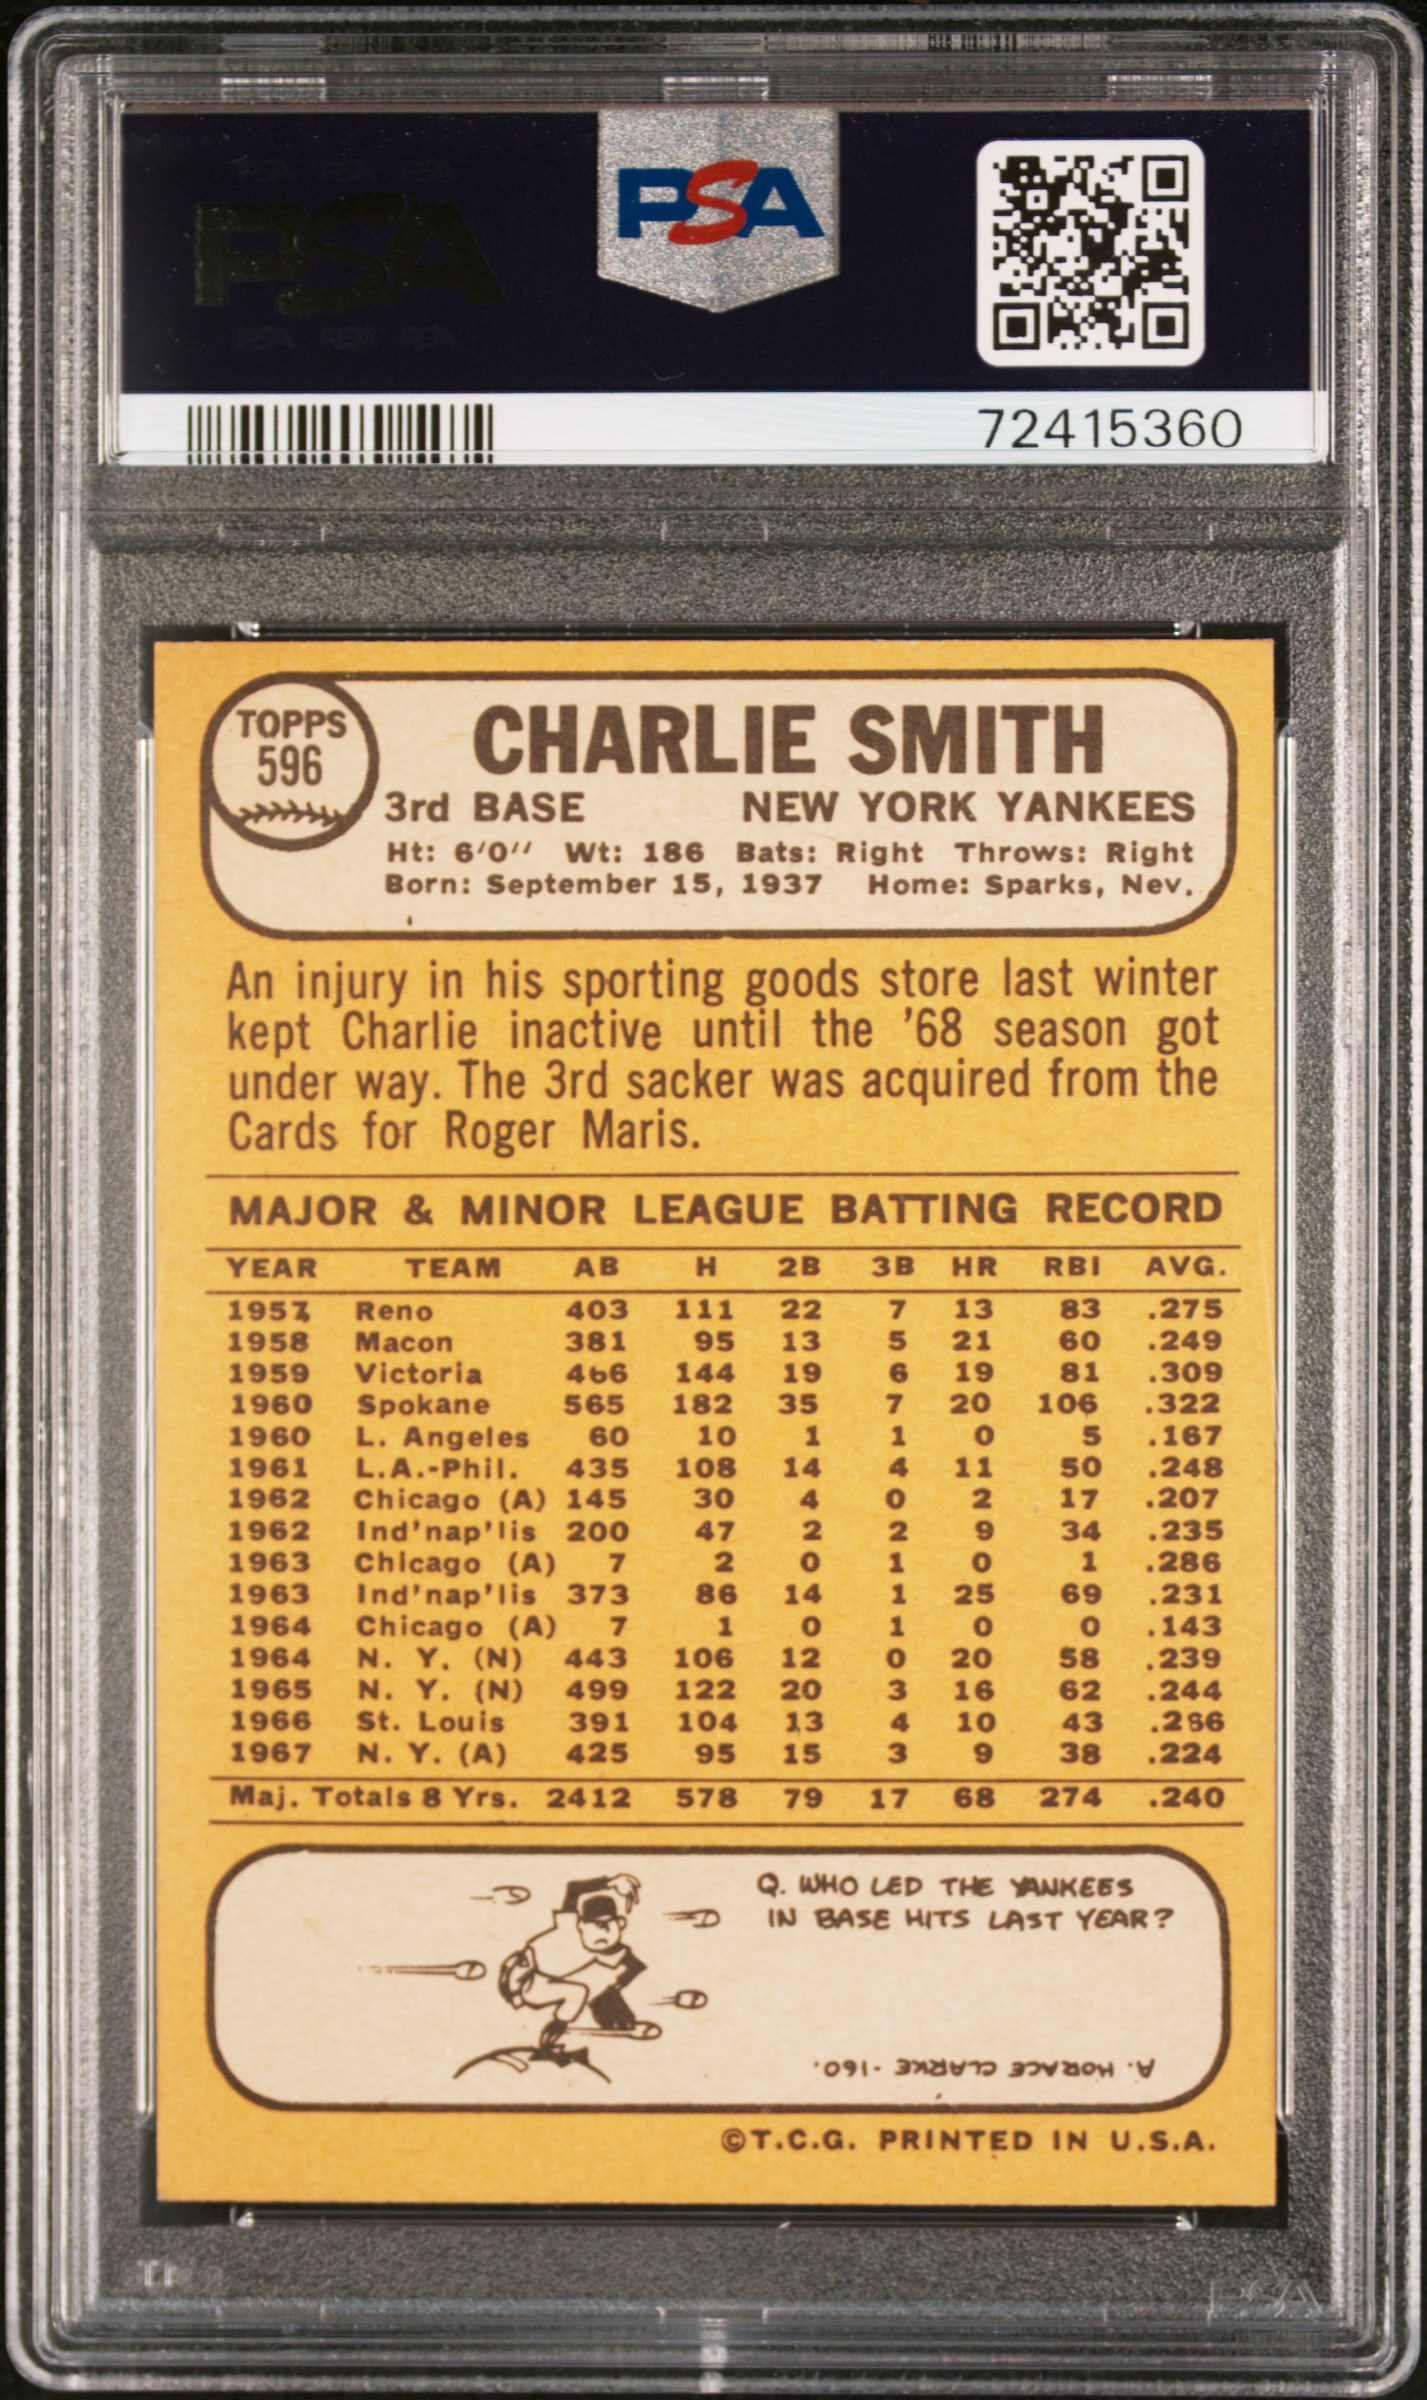 PSA PSA PSA
PSA
PSA PSA PSA
PSA
72415360
TOPPS
596
CHARLIE SMITH
3rd BASE NEW YORK YANKEES
Ht: 6'0" Wt: 186 Bats: Right Throws: Right
Born: September 15, 1937 Home: Sparks, Nev.
An injury in his sporting goods store last winter
kept Charlie inactive until the '68 season got
under way. The 3rd sacker was acquired from the
Cards for Roger Maris.
MAJOR & MINOR LEAGUE BATTING RECORD
YEAR TEAM AB H 2B 3B HR RBI AVG.
1957 Reno 403 111 22 7 13 83 .275
1958 Macon 381 95 13 5 21 60 .249
1959 Victoria 466 144 19 6 19 81 .309
1960 Spokane 565 182 35 7 20 106 .322
1960 L. Angeles 60 10 1 1 0 5 .167
1961 L.A.-Phil. 435 108 14 4 11 50 .248
1962 Chicago (A) 145 30 4 0 2 17 .207
1962 Ind'nap'lis 200 47 2 2 9 34 .235
1963 Chicago (A) 7 2 0 1 0 1 .286
1963 Ind'nap'lis 373 86 14 1 25 69 .231
1964 Chicago (A) 7 1 0 1 0 0 .143
1964 N. Y. (N) 443 106 12 0 20 58 .239
1965 N. Y. (N) 499 122 20 3 16 62 .244
1966 St. Louis 391 104 13 4 10 43 .266
1967 N. Y. (A) 425 95 15 3 9 38 .224
Maj. Totals 8 Yrs. 2412 578 79 17 68 274 .240
Q. WHO LED THE YANKEES
IN BASE HITS LAST YEAR?
A. HORACE CLARKE - 160.
©T.C.G. PRINTED IN U.S.A.
PSA